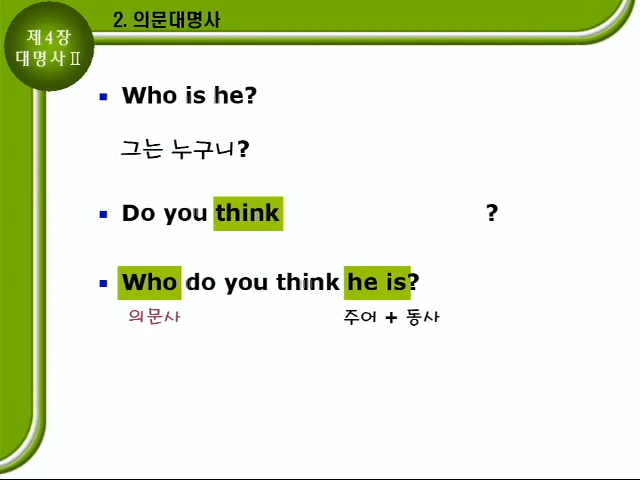 2. 의문대명사
제4장
대명사Ⅱ
▪ Who is he?
그는 누구니?
▪ Do you think ?
▪ Who do you think he is?
의문사 주어 + 동사